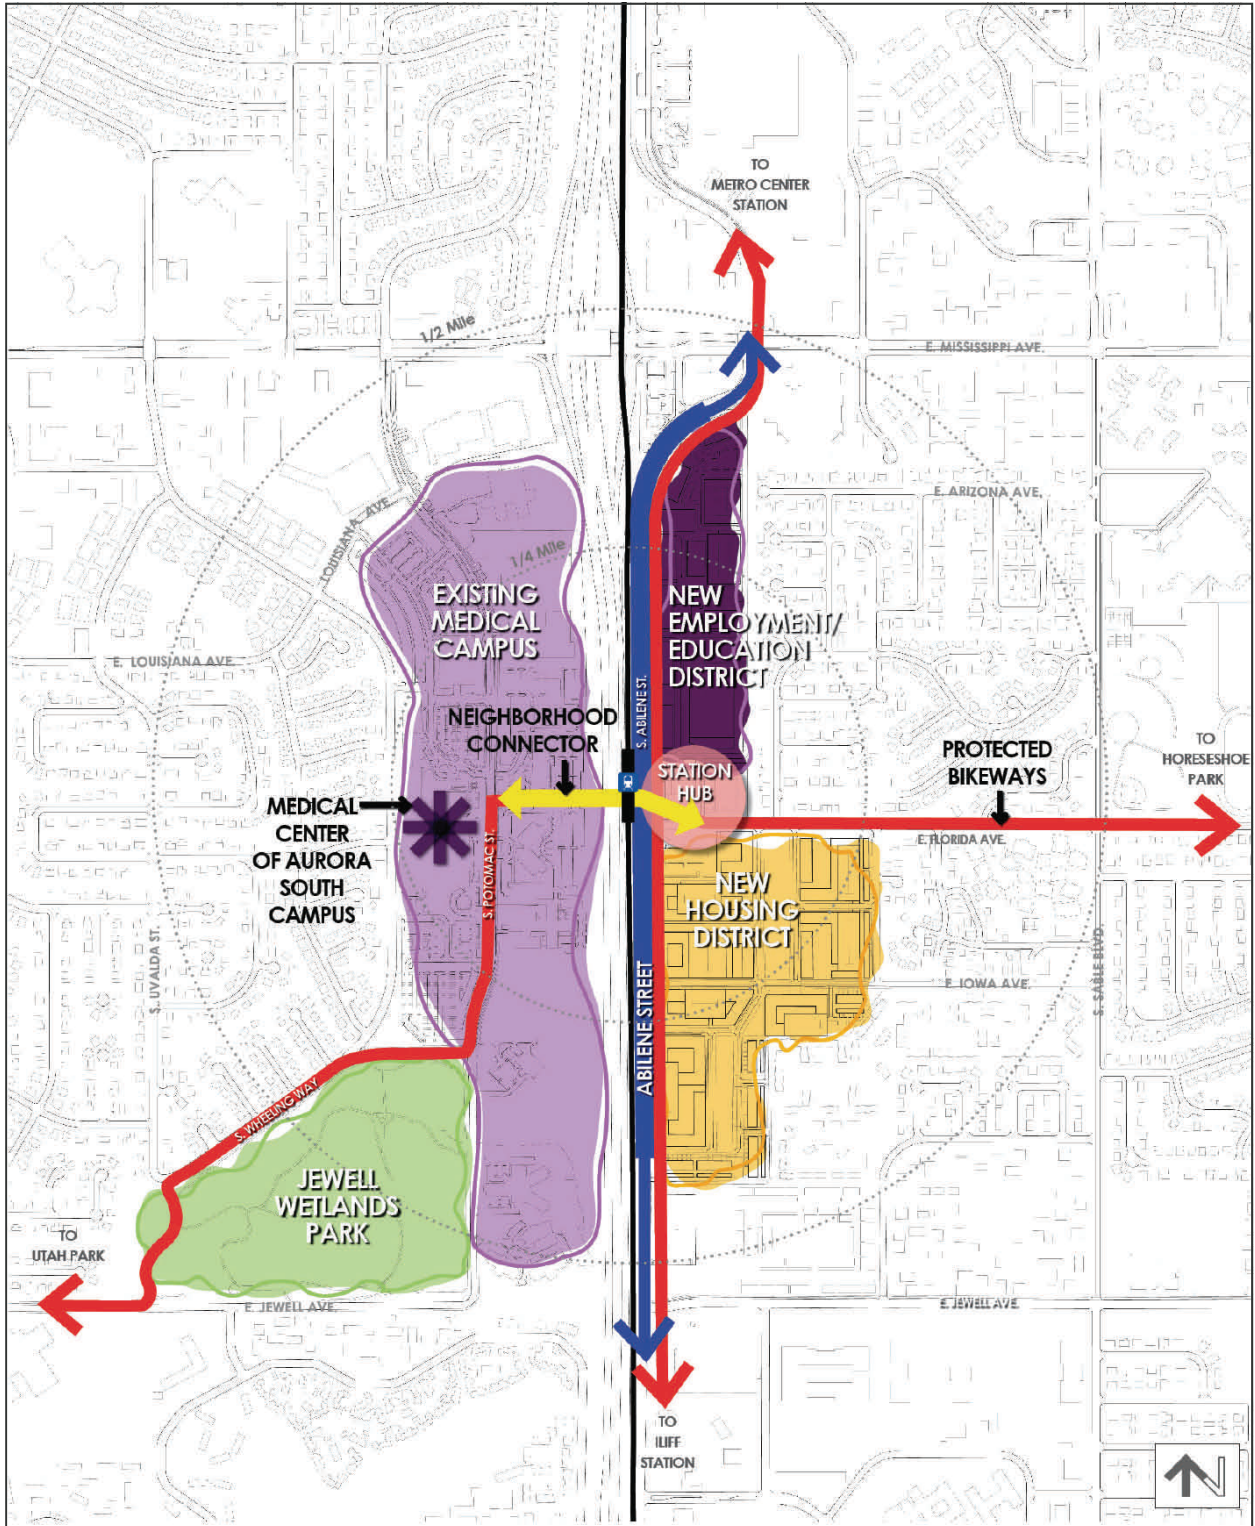 TO
METRO CENTER
STATION
1/2 Mile
E. MISSISSIPPI AVE.
E. ARIZONA AVE.
LOUISIANA AVE.
1/4 Mile
EXISTING
MEDICAL
CAMPUS
NEW
EMPLOYMENT/
EDUCATION
DISTRICT
E. LOUISIANA AVE.
S. ABILENE ST.
NEIGHBORHOOD
CONNECTOR
STATION
HUB
PROTECTED
BIKEWAYS
TO
HORESESHOE
PARK
MEDICAL
CENTER
OF AURORA
SOUTH
CAMPUS
S. POTOMAC ST.
E. FLORIDA AVE.
NEW
HOUSING
DISTRICT
S. UVALDA ST.
ABILENE STREET
E. IOWA AVE.
S. SABLE BLVD.
S. WHEELING WAY
JEWELL
WETLANDS
PARK
TO
UTAH PARK
E. JEWELL AVE.
E. JEWELL AVE.
TO
ILIFF
STATION
N